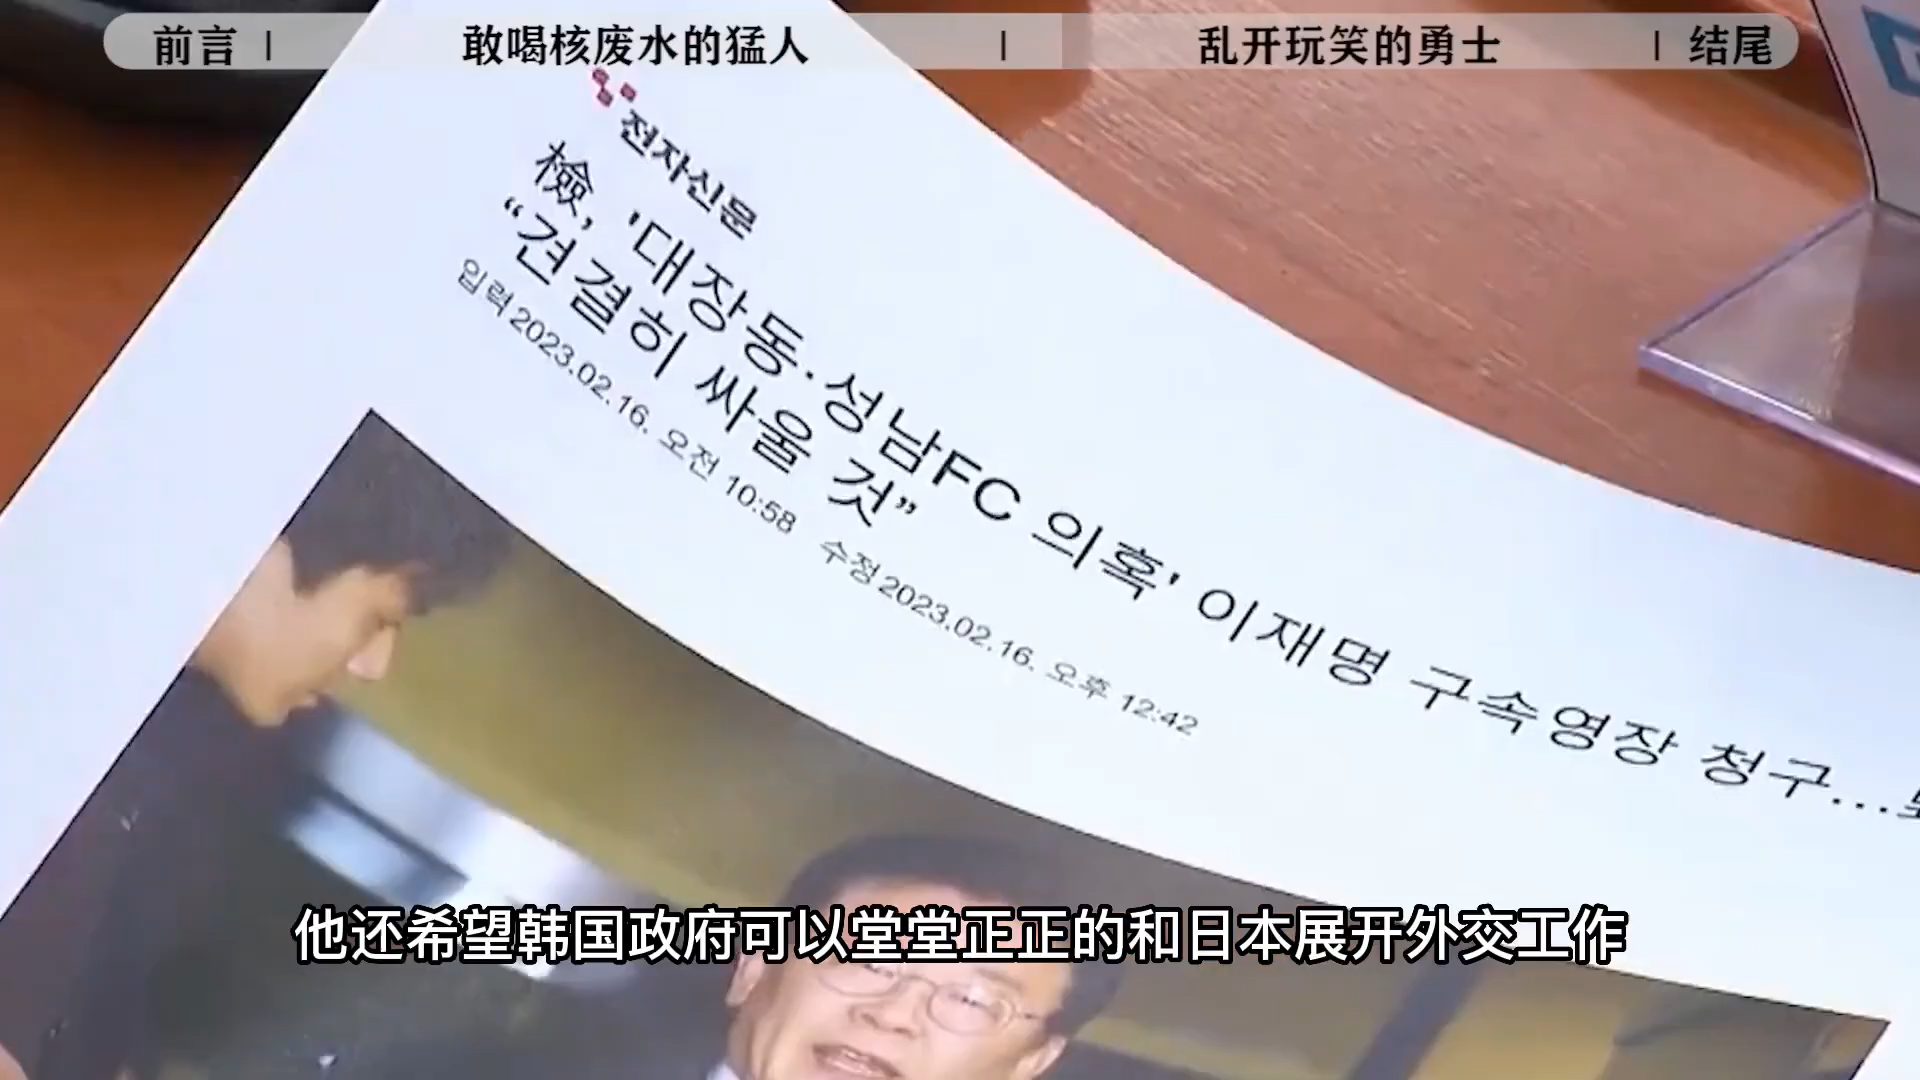 前言 | 敢喝核废水的猛人 | 乱开玩笑的勇士 | 结尾
전자신문
檢, '대장동·성남FC 의혹' 이재명 구속영장 청구...
“견결히 싸울 것”
입력 2023.02.16. 오전 10:58 수정 2023.02.16. 오후 12:42
他还希望韩国政府可以堂堂正正的和日本展开外交工作